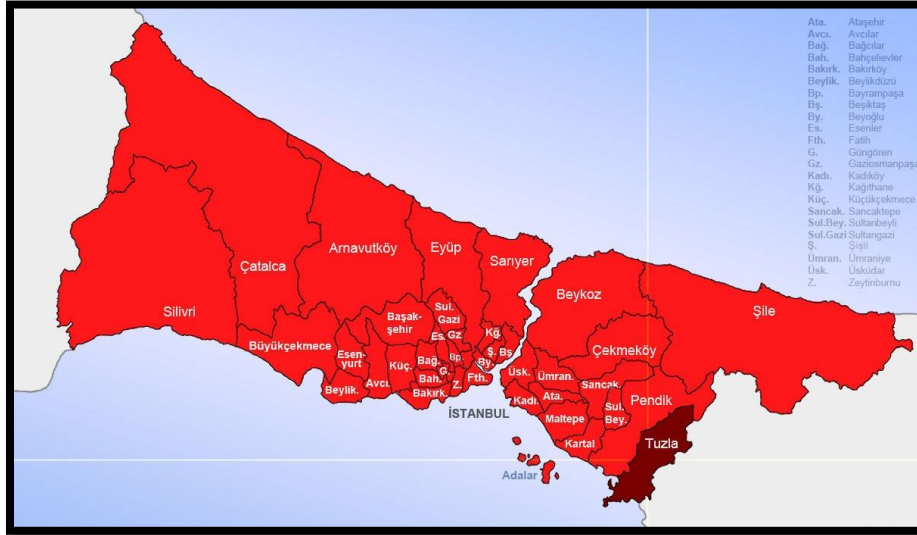 Ata. Ataşehir
Avcı. Avcılar
Bağ. Bağcılar
Bah. Bahçelievler
Bakırk. Bakırköy
Beylik. Beylikdüzü
Bp. Bayrampaşa
Bş. Beşiktaş
By. Beyoğlu
Es. Esenler
Fth. Fatih
G. Güngören
Gz. Gaziosmanpaşa
Kadı. Kadıköy
Kğ. Kağıthane
Küç. Küçükçekmece
Sancak. Sancaktepe
Sul.Bey. Sultanbeyli
Sul.Gazi Sultangazi
Ş. Şişli
Ümran. Ümraniye
Üsk. Üsküdar
Z. Zeytinburnu
Silivri
Çatalca
Arnavutköy
Eyüp
Sarıyer
Beykoz
Şile
Büyükçekmece
Esen-
yurt
Beylik.
Avcı.
Küç.
Başak-
şehir
Sul.
Gazi
Es.
Gz
Bağ.
Bp.
G.
Bah.
Bakırk.
Z.
Fth.
By.
Ş.
Bş.
Kğ.
İSTANBUL
Çekmeköy
Üsk.
Ümran.
Sancak.
Kadı.
Ata.
Sul.
Bey.
Pendik
Maltepe
Kartal
Tuzla
Adalar